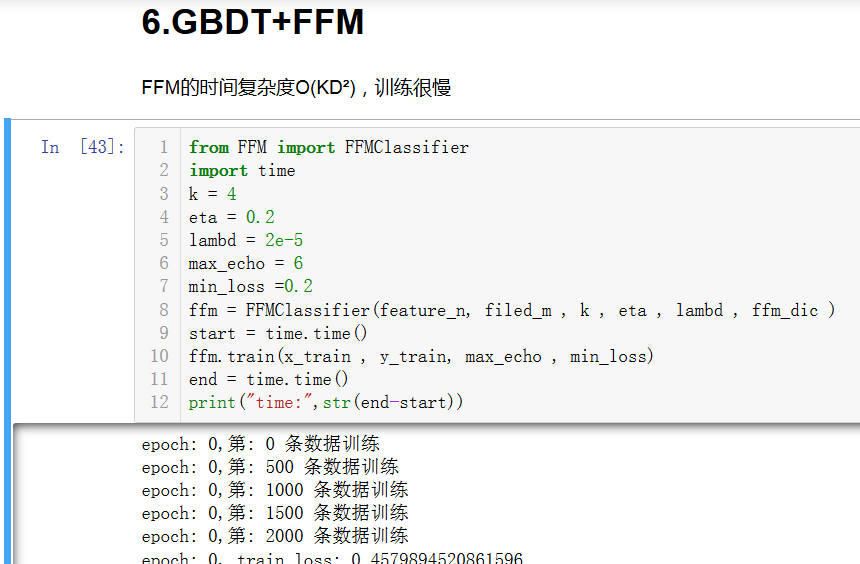 6.GBDT+FFM
FFM的时间复杂度O(KD²)，训练很慢
In [43]:
1 from FFM import FFMClassifier
2 import time
3 k = 4
4 eta = 0.2
5 lambd = 2e-5
6 max_echo = 6
7 min_loss =0.2
8 ffm = FFMClassifier(feature_n, filed_m , k , eta , lambd , ffm_dic )
9 start = time.time()
10 ffm.train(x_train , y_train, max_echo , min_loss)
11 end = time.time()
12 print("time:",str(end-start))
epoch: 0,第: 0 条数据训练
epoch: 0,第: 500 条数据训练
epoch: 0,第: 1000 条数据训练
epoch: 0,第: 1500 条数据训练
epoch: 0,第: 2000 条数据训练
epoch: 0, train loss: 0.4579894520861596